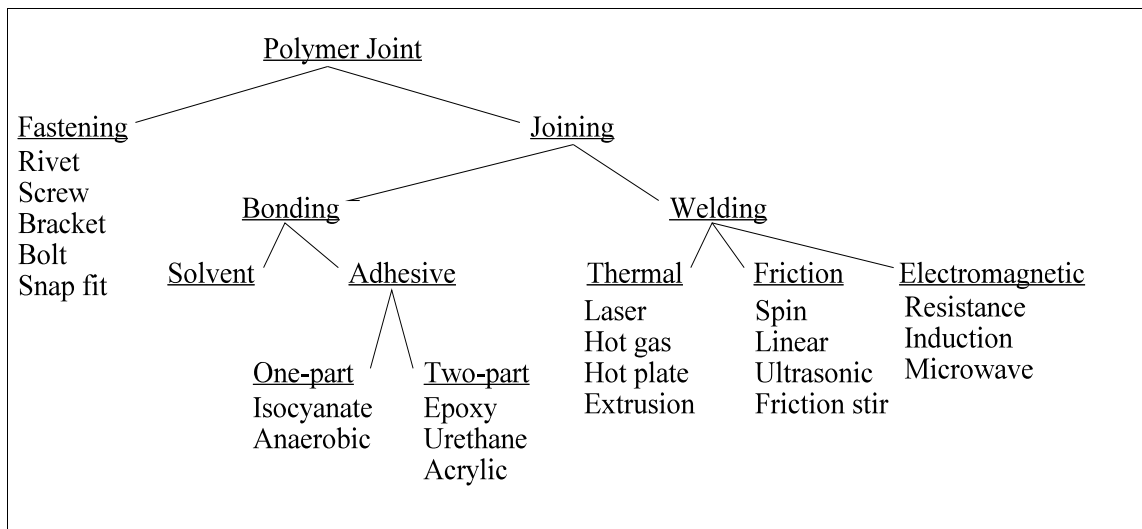 Polymer Joint
Fastening
Rivet
Screw
Bracket
Bolt
Snap fit
Joining
Bonding
Solvent
Adhesive
One-part
Isocyanate
Anaerobic
Two-part
Epoxy
Urethane
Acrylic
Welding
Thermal
Laser
Hot gas
Hot plate
Extrusion
Friction
Spin
Linear
Ultrasonic
Friction stir
Electromagnetic
Resistance
Induction
Microwave